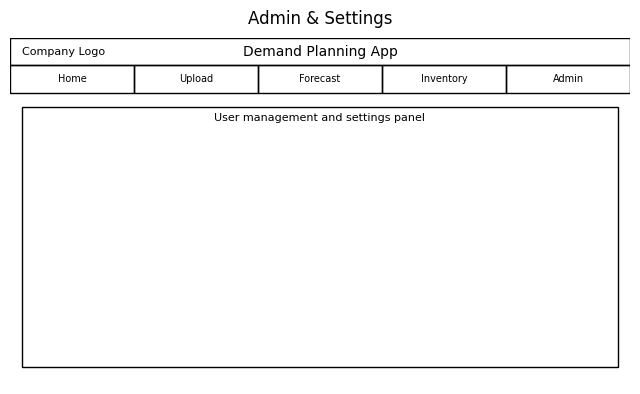 Admin & Settings
Company Logo
Demand Planning App
Home
Upload
Forecast
Inventory
Admin
User management and settings panel